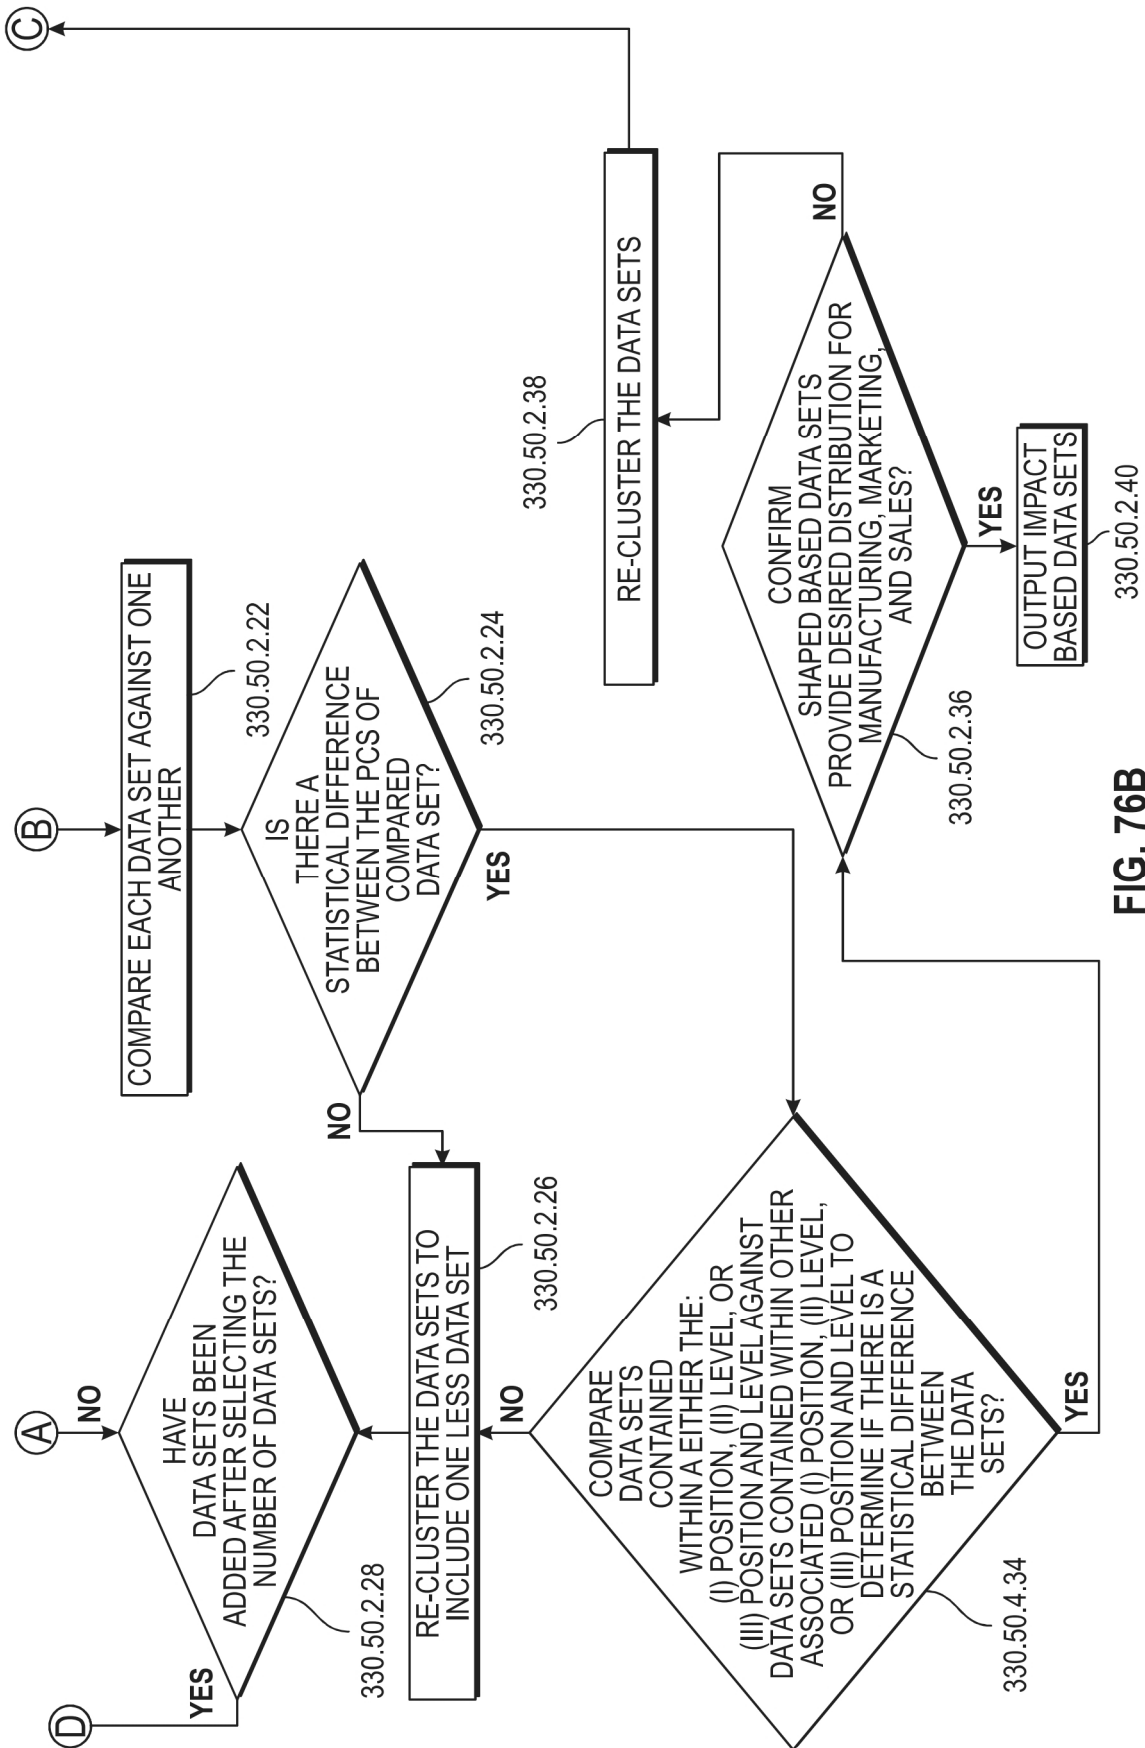 D
A
B
C
NO
YES
HAVE
DATA SETS BEEN
ADDED AFTER SELECTING THE
NUMBER OF DATA SETS?
330.50.2.28
COMPARE EACH DATA SET AGAINST ONE
ANOTHER
330.50.2.22
IS
THERE A
STATISTICAL DIFFERENCE
BETWEEN THE PCS OF
COMPARED
DATA SET?
330.50.2.24
NO
YES
RE-CLUSTER THE DATA SETS TO
INCLUDE ONE LESS DATA SET
330.50.2.26
NO
COMPARE
DATA SETS
CONTAINED
WITHIN A EITHER THE:
(I) POSITION, (II) LEVEL, OR
(III) POSITION AND LEVEL AGAINST
DATA SETS CONTAINED WITHIN OTHER
ASSOCIATED (I) POSITION, (II) LEVEL,
OR (III) POSITION AND LEVEL TO
DETERMINE IF THERE IS A
STATISTICAL DIFFERENCE
BETWEEN
THE DATA
SETS?
330.50.4.34
YES
RE-CLUSTER THE DATA SETS
330.50.2.38
NO
CONFIRM
SHAPED BASED DATA SETS
PROVIDE DESIRED DISTRIBUTION FOR
MANUFACTURING, MARKETING,
AND SALES?
330.50.2.36
YES
OUTPUT IMPACT
BASED DATA SETS
330.50.2.40
FIG. 76B